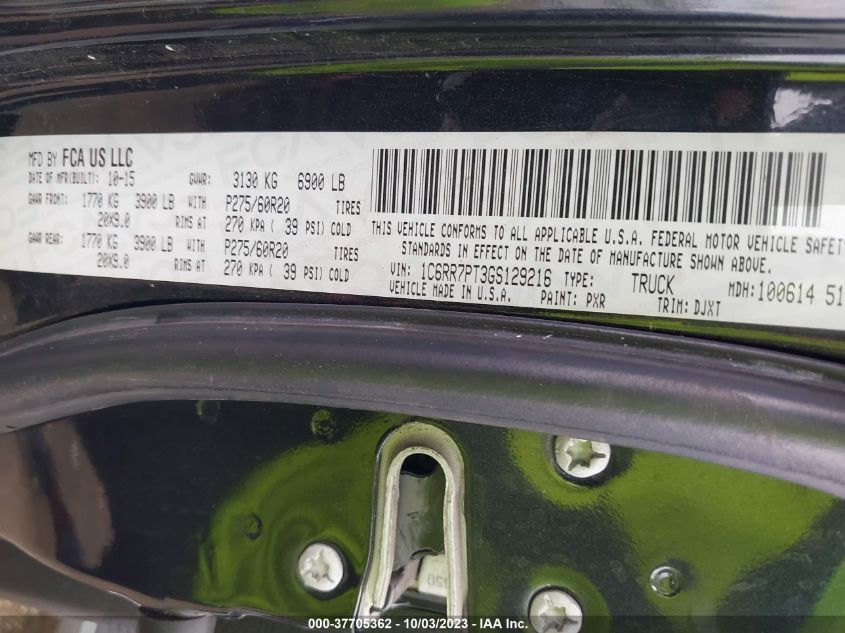 MFD BY FCA US LLC
DATE OF MFR(BUILT): 10-15 GVWR: 3130 KG 6900 LB
GAWR FRONT: 1770 KG 3900 LB WITH P275/60R20 TIRES
20X9.0 RIMS AT 270 KPA ( 39 PSI) COLD
GAWR REAR: 1770 KG 3900 LB WITH P275/60R20 TIRES
20X9.0 RIMS AT 270 KPA ( 39 PSI) COLD
THIS VEHICLE CONFORMS TO ALL APPLICABLE U.S.A. FEDERAL MOTOR VEHICLE SAFETY
STANDARDS IN EFFECT ON THE DATE OF MANUFACTURE SHOWN ABOVE.
VIN: 1C6RR7PT3GS129216 TYPE: TRUCK MDH: 100614 51
VEHICLE MADE IN U.S.A. PAINT: PXR TRIM: DJXT
000-37705362 - 10/03/2023 - IAA Inc.